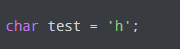 char test = 'h';